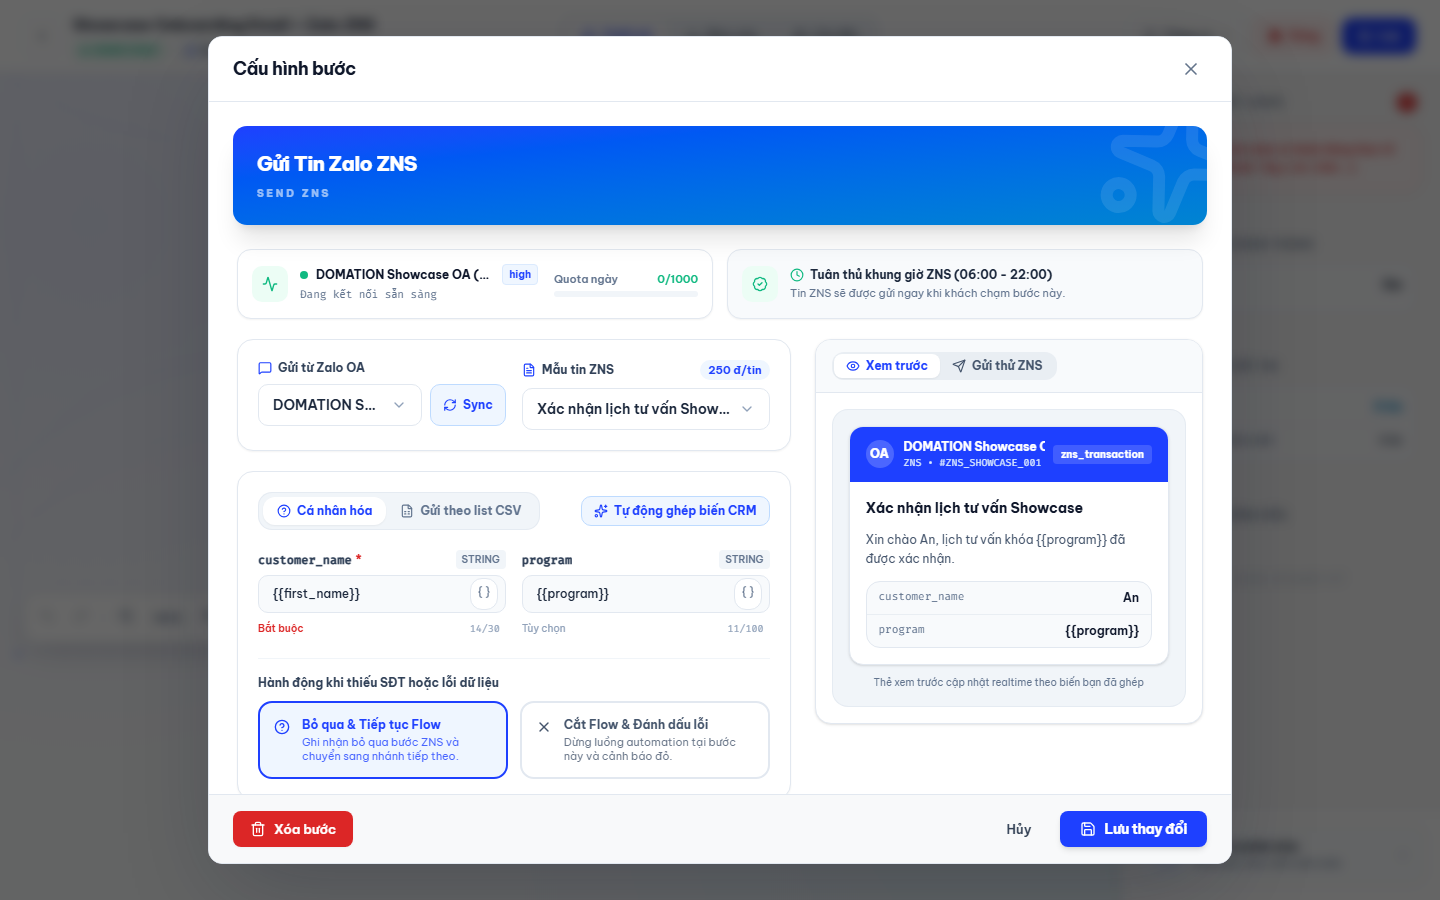 Cấu hình bước
Gửi Tin Zalo ZNS
SEND ZNS
DOMATION Showcase OA (...
high
Đang kết nối sẵn sàng
Quota ngày
0/1000
Tuân thủ khung giờ ZNS (06:00 - 22:00)
Tin ZNS sẽ được gửi ngay khi khách chạm bước này.
Gửi từ Zalo OA
DOMATION S...
Sync
Mẫu tin ZNS
250 đ/tin
Xác nhận lịch tư vấn Show...
Cá nhân hóa
Gửi theo list CSV
Tự động ghép biến CRM
customer_name *
STRING
{{first_name}}
{}
Bắt buộc
14/30
program
STRING
{{program}}
{}
Tùy chọn
11/100
Hành động khi thiếu SĐT hoặc lỗi dữ liệu
Bỏ qua & Tiếp tục Flow
Ghi nhận bỏ qua bước ZNS và
chuyển sang nhánh tiếp theo.
Cắt Flow & Đánh dấu lỗi
Dừng luồng automation tại bước
này và cảnh báo đỏ.
Xem trước
Gửi thử ZNS
OA
DOMATION Showcase
ZNS • #ZNS_SHOWCASE_001
zns_transaction
Xác nhận lịch tư vấn Showcase
Xin chào An, lịch tư vấn khóa {{program}} đã
được xác nhận.
customer_name
An
program
{{program}}
Thẻ xem trước cập nhật realtime theo biến bạn đã ghép
Xóa bước
Hủy
Lưu thay đổi